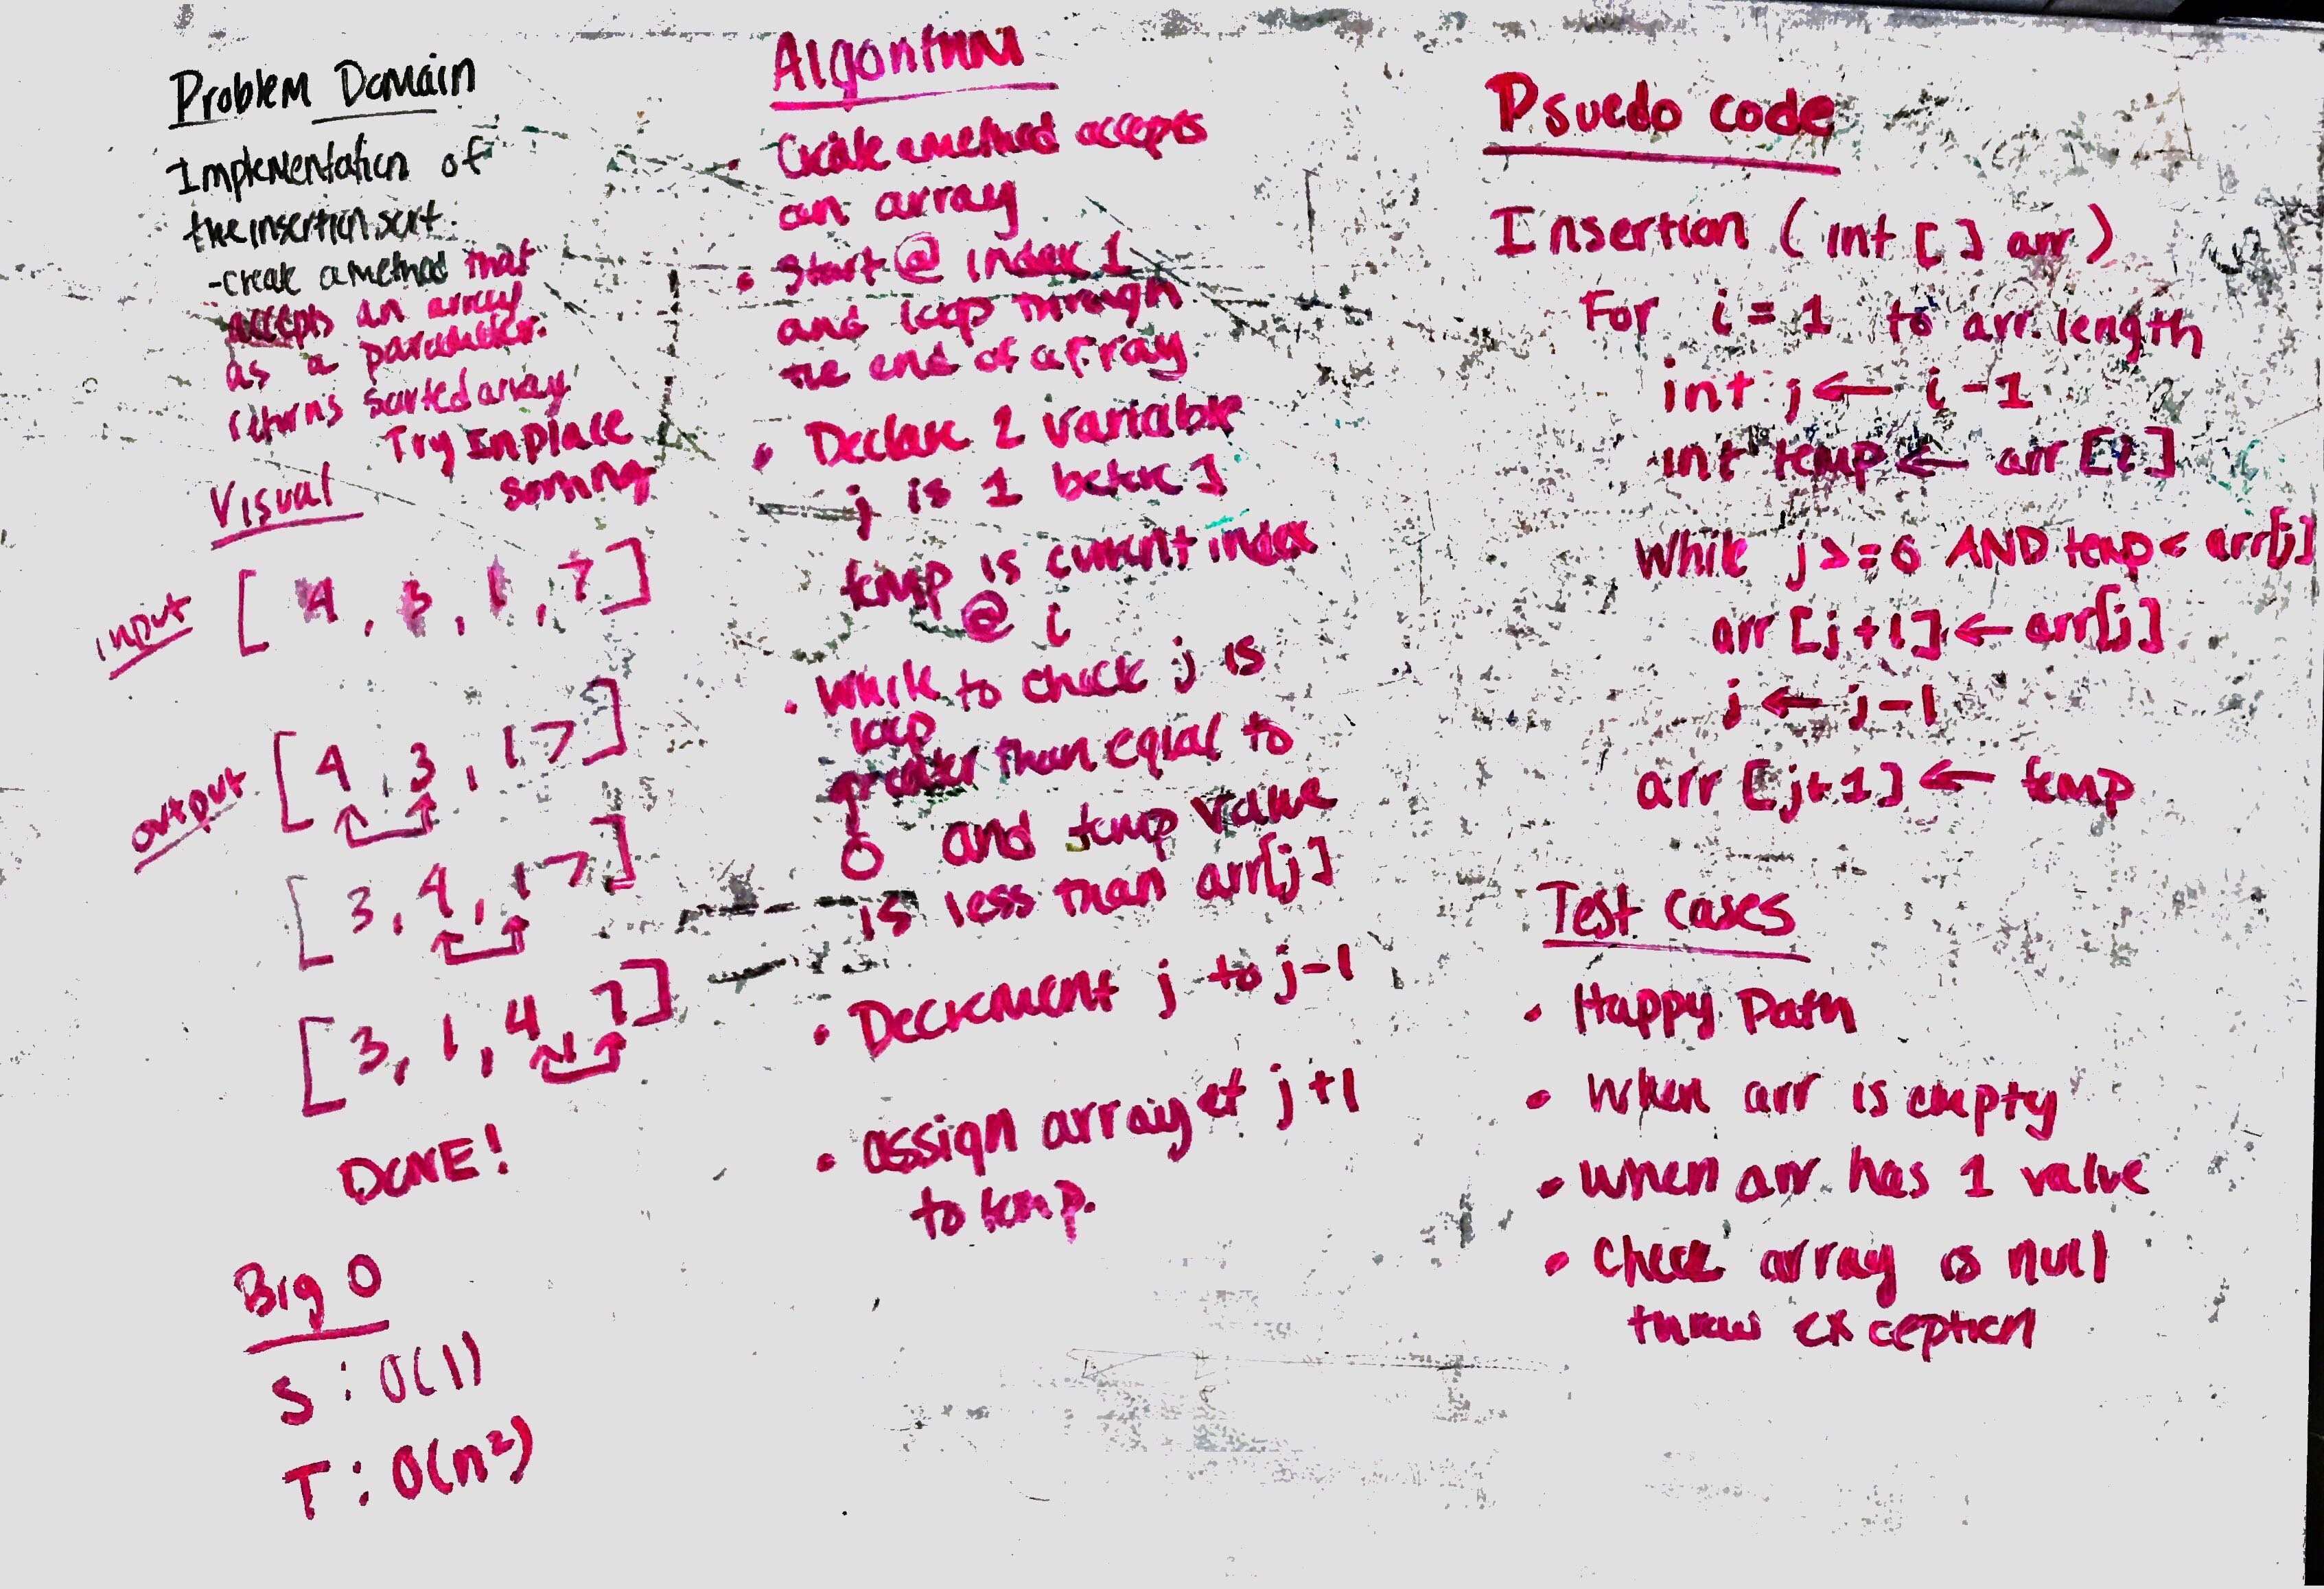 Problem Domain
Implementation of
the insertion sort.
-create a method that
accepts an array
as a parameter.
returns sorted array
Try Inplace
sorting
Visual
input [ 4, 3, 1, 7 ]
output [ 4, 3, 1 7 ]
[ 3, 4, 1 7 ]
[ 3, 1, 4, 7 ]
DONE!
Big O
S : O(1)
T : O(n²)
Algorithm
• Create a method accepts
an array
• Start @ index 1
and loop through
the end of array
• Declare 2 variable
j is 1 before
temp is current index
@ i
• While to check j is
loop
greater than equal to
0 and temp value
is less than arr[j]
• Decrement j to j-1
• assign array at j+1
to temp.
Psuedo code
Insertion (int [ ] arr)
For i = 1 to arr.length
int j ← i - 1
int temp ← arr [i]
While j >= 0 AND temp < arr[j]
arr [j+1] ← arr[j]
j ← j-1
arr [j+1] ← temp
Test Cases
• Happy Path
• When arr is empty
• When arr has 1 value
• Check array is null
throw exception